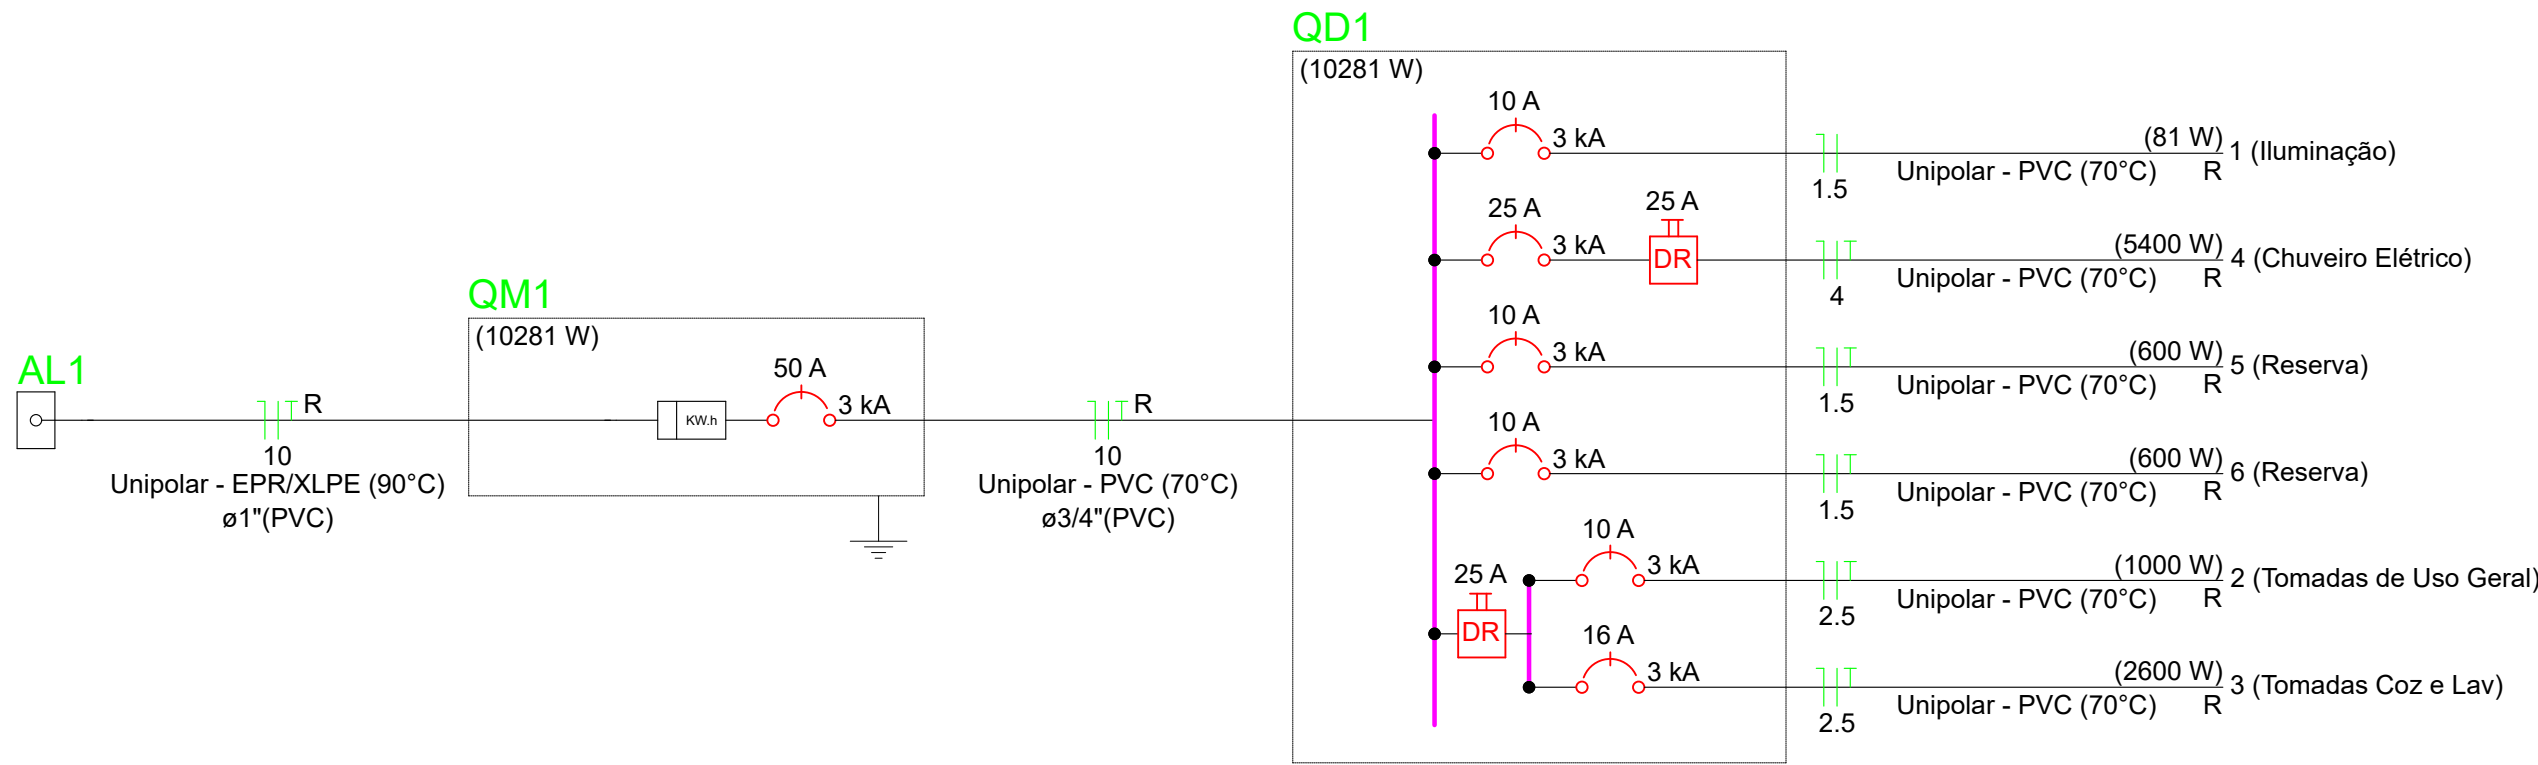 AL1
R
10
Unipolar - EPR/XLPE (90°C)
ø1"(PVC)
QM1
(10281 W)
KW.h
50 A
3 kA
R
10
Unipolar - PVC (70°C)
ø3/4"(PVC)
QD1
(10281 W)
10 A
3 kA
1.5
(81 W)
Unipolar - PVC (70°C) R
1 (Iluminação)
25 A
3 kA
25 A
DR
4
(5400 W)
Unipolar - PVC (70°C) R
4 (Chuveiro Elétrico)
10 A
3 kA
1.5
(600 W)
Unipolar - PVC (70°C) R
5 (Reserva)
10 A
3 kA
1.5
(600 W)
Unipolar - PVC (70°C) R
6 (Reserva)
25 A
DR
10 A
3 kA
2.5
(1000 W)
Unipolar - PVC (70°C) R
2 (Tomadas de Uso Geral)
16 A
3 kA
2.5
(2600 W)
Unipolar - PVC (70°C) R
3 (Tomadas Coz e Lav)